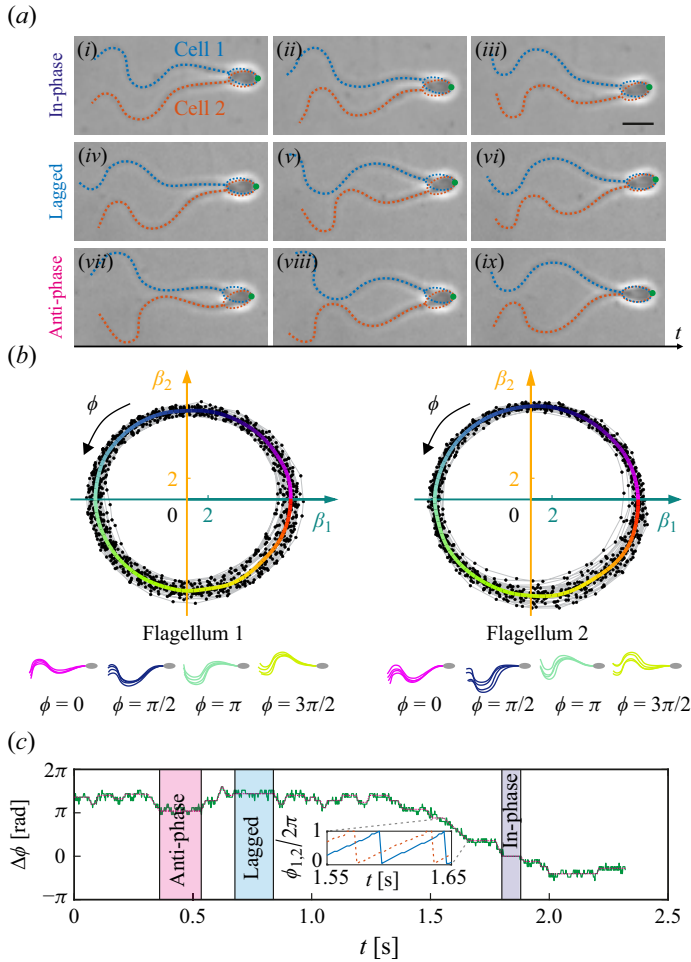 (a)
(i) Cell 1
(ii)
(iii)
In-phase
Cell 2
(iv)
(v)
(vi)
Lagged
(vii)
(viii)
(ix)
Anti-phase
t
(b)
β2
β2
ϕ
ϕ
2
2
0
2
β1
0
2
β1
Flagellum 1
Flagellum 2
ϕ = 0
ϕ = π/2
ϕ = π
ϕ = 3π/2
ϕ = 0
ϕ = π/2
ϕ = π
ϕ = 3π/2
(c)
2π
π
0
−π
Δϕ [rad]
Anti-phase
Lagged
In-phase
ϕ1,2/2π
1
0
1.55
t [s]
1.65
0
0.5
1.0
1.5
2.0
2.5
t [s]